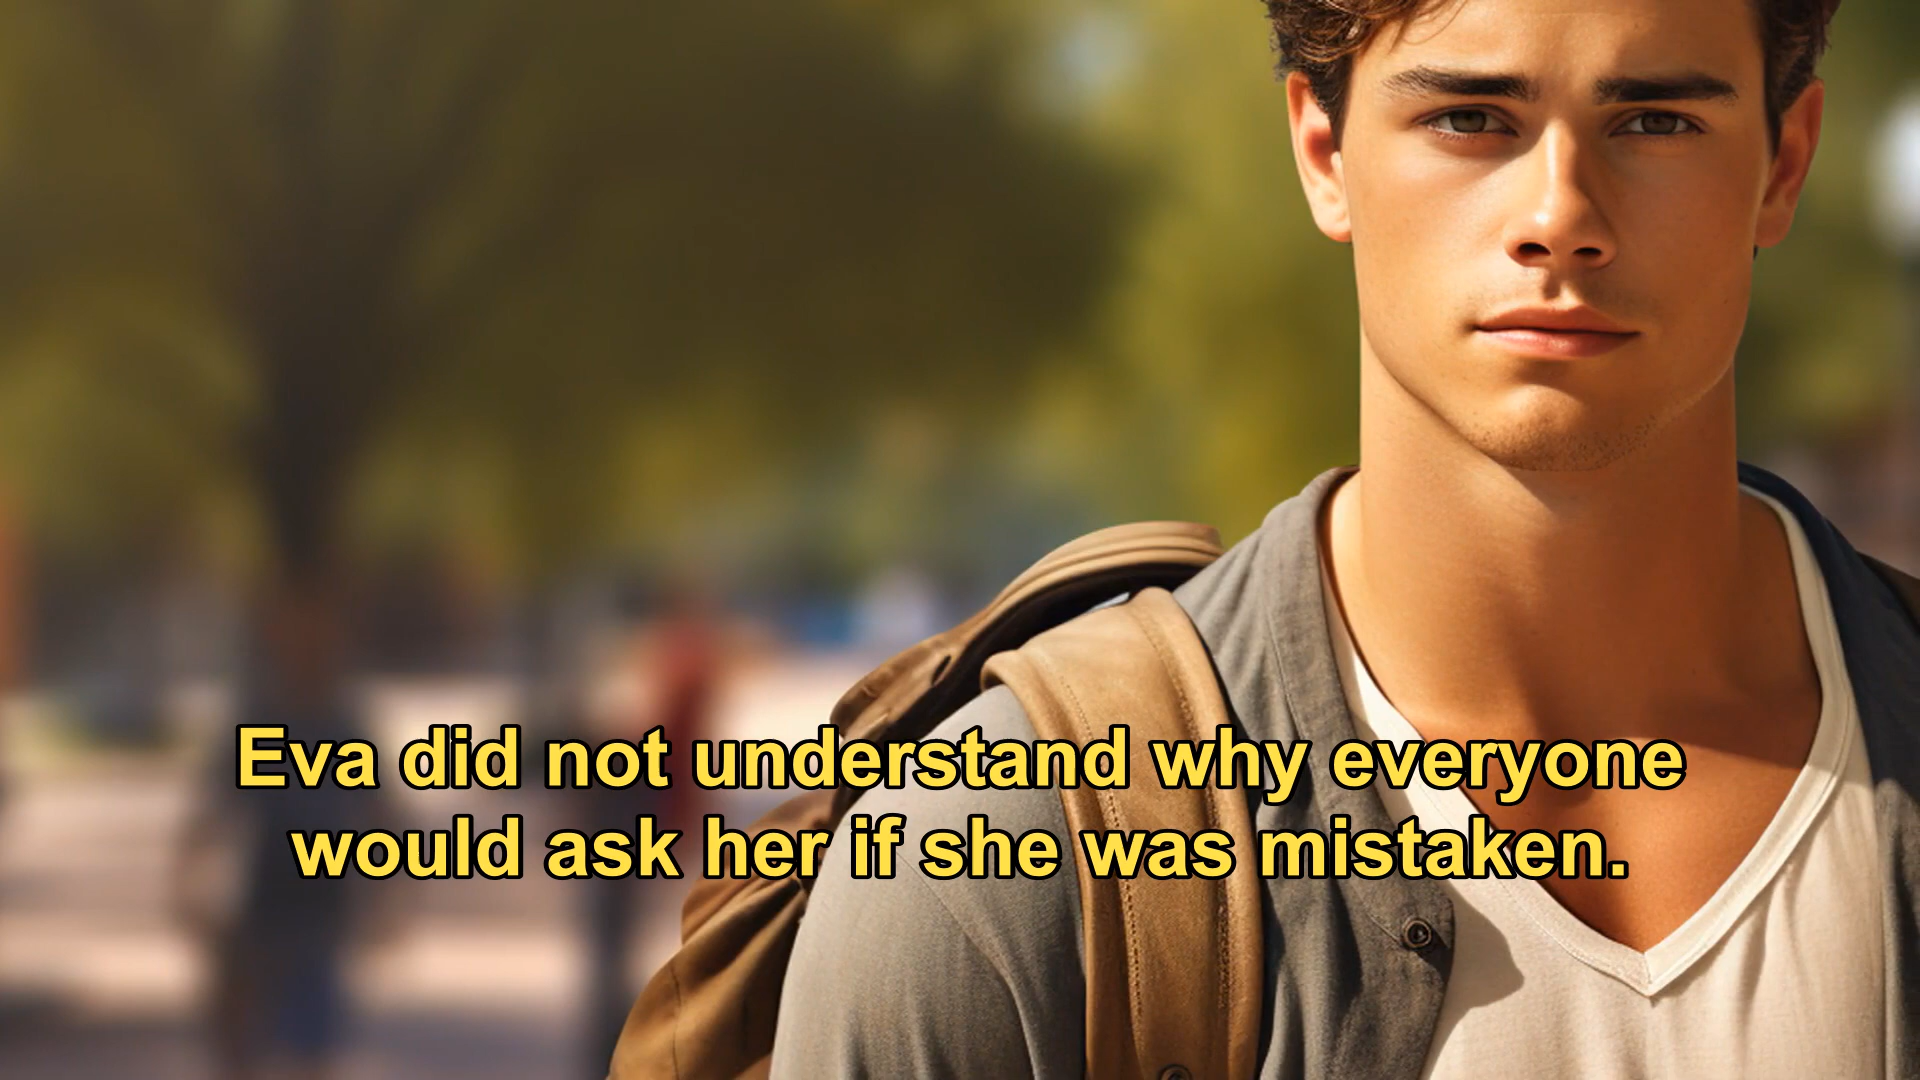 Eva did not understand why everyone
would ask her if she was mistaken.